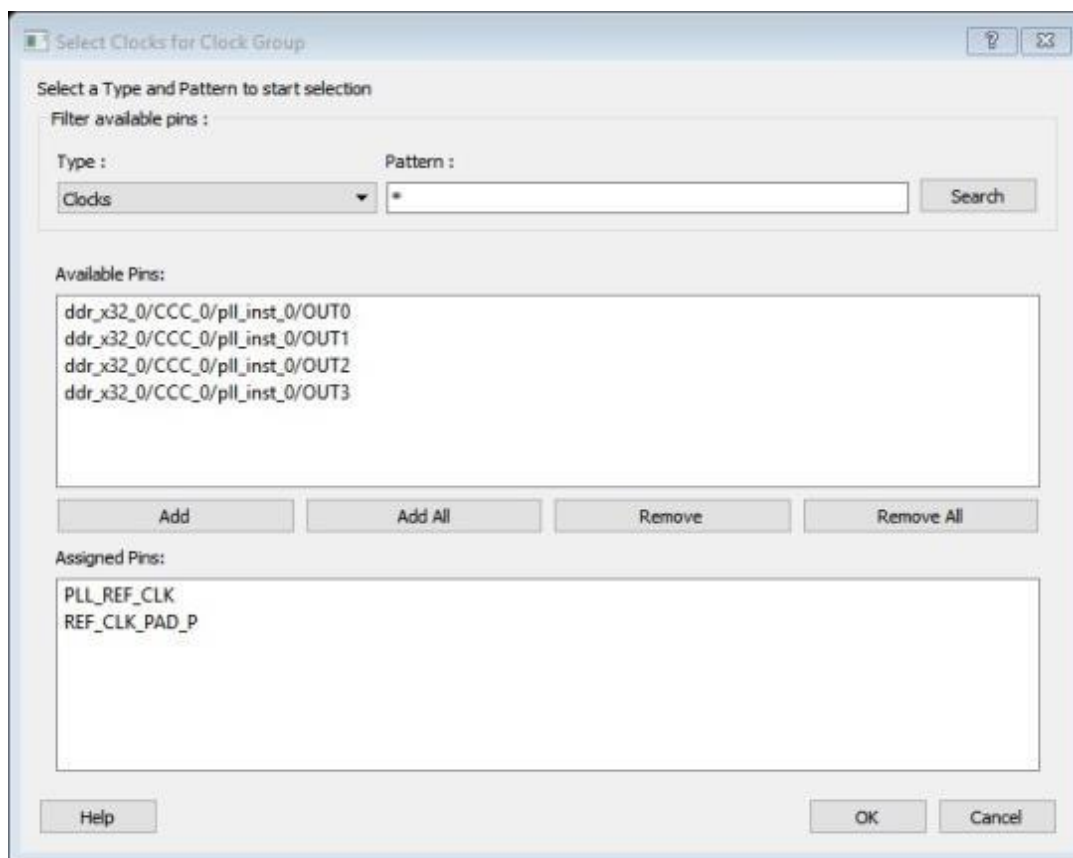 Select Clocks for Clock Group
Select a Type and Pattern to start selection
Filter available pins :
Type : Pattern :
Clocks * Search
Available Pins:
ddr_x32_0/CCC_0/pll_inst_0/OUT0
ddr_x32_0/CCC_0/pll_inst_0/OUT1
ddr_x32_0/CCC_0/pll_inst_0/OUT2
ddr_x32_0/CCC_0/pll_inst_0/OUT3
Add Add All Remove Remove All
Assigned Pins:
PLL_REF_CLK
REF_CLK_PAD_P
Help OK Cancel